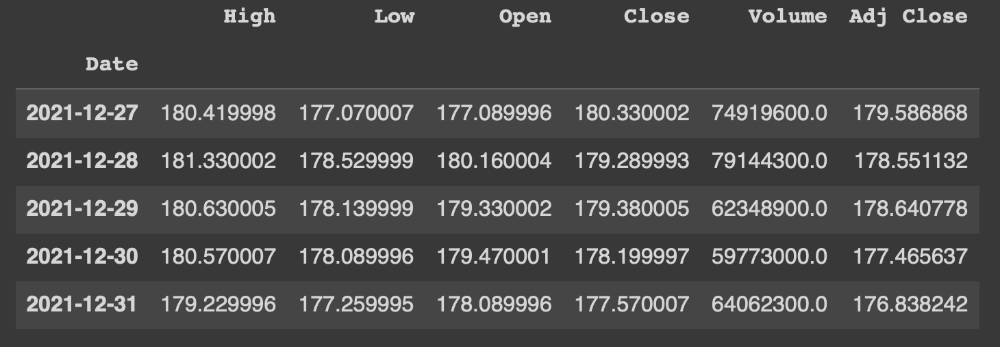 High Low Open Close Volume Adj Close
Date
2021-12-27 180.419998 177.070007 177.089996 180.330002 74919600.0 179.586868
2021-12-28 181.330002 178.529999 180.160004 179.289993 79144300.0 178.551132
2021-12-29 180.630005 178.139999 179.330002 179.380005 62348900.0 178.640778
2021-12-30 180.570007 178.089996 179.470001 178.199997 59773000.0 177.465637
2021-12-31 179.229996 177.259995 178.089996 177.570007 64062300.0 176.838242